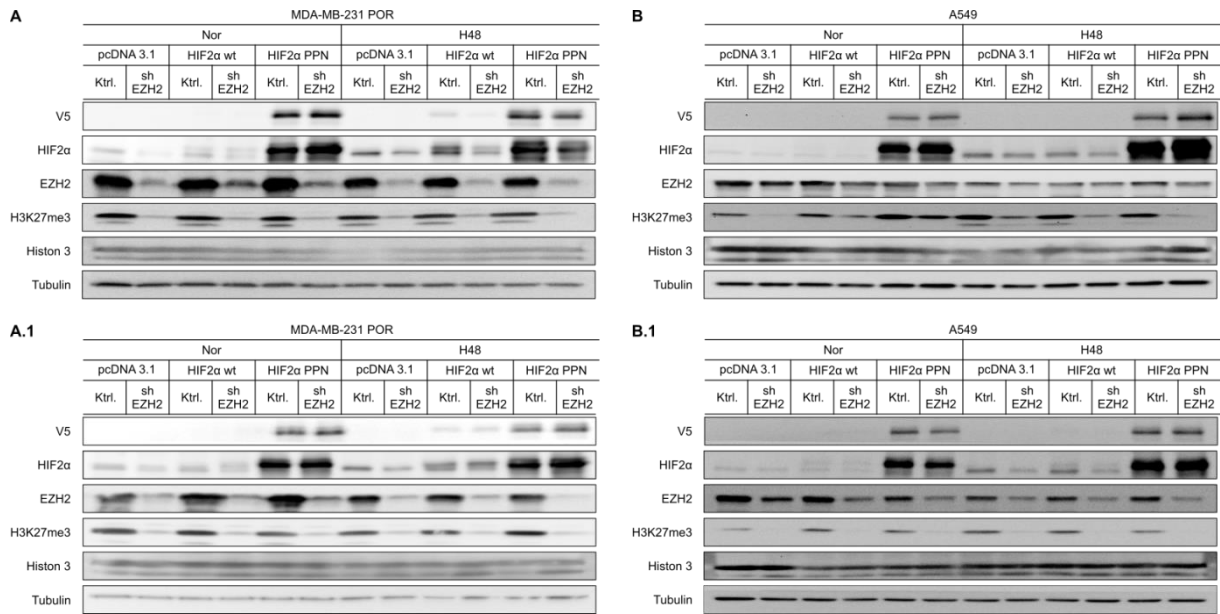 A
MDA-MB-231 POR
Nor H48
pcDNA 3.1 HIF2α wt HIF2α PPN pcDNA 3.1 HIF2α wt HIF2α PPN
Ktrl. sh EZH2 Ktrl. sh EZH2 Ktrl. sh EZH2 Ktrl. sh EZH2 Ktrl. sh EZH2 Ktrl. sh EZH2
V5
HIF2α
EZH2
H3K27me3
Histon 3
Tubulin
B
A549
Nor H48
pcDNA 3.1 HIF2α wt HIF2α PPN pcDNA 3.1 HIF2α wt HIF2α PPN
Ktrl. sh EZH2 Ktrl. sh EZH2 Ktrl. sh EZH2 Ktrl. sh EZH2 Ktrl. sh EZH2 Ktrl. sh EZH2
V5
HIF2α
EZH2
H3K27me3
Histon 3
Tubulin
A.1
MDA-MB-231 POR
Nor H48
pcDNA 3.1 HIF2α wt HIF2α PPN pcDNA 3.1 HIF2α wt HIF2α PPN
Ktrl. sh EZH2 Ktrl. sh EZH2 Ktrl. sh EZH2 Ktrl. sh EZH2 Ktrl. sh EZH2 Ktrl. sh EZH2
V5
HIF2α
EZH2
H3K27me3
Histon 3
Tubulin
B.1
A549
Nor H48
pcDNA 3.1 HIF2α wt HIF2α PPN pcDNA 3.1 HIF2α wt HIF2α PPN
Ktrl. sh EZH2 Ktrl. sh EZH2 Ktrl. sh EZH2 Ktrl. sh EZH2 Ktrl. sh EZH2 Ktrl. sh EZH2
V5
HIF2α
EZH2
H3K27me3
Histon 3
Tubulin